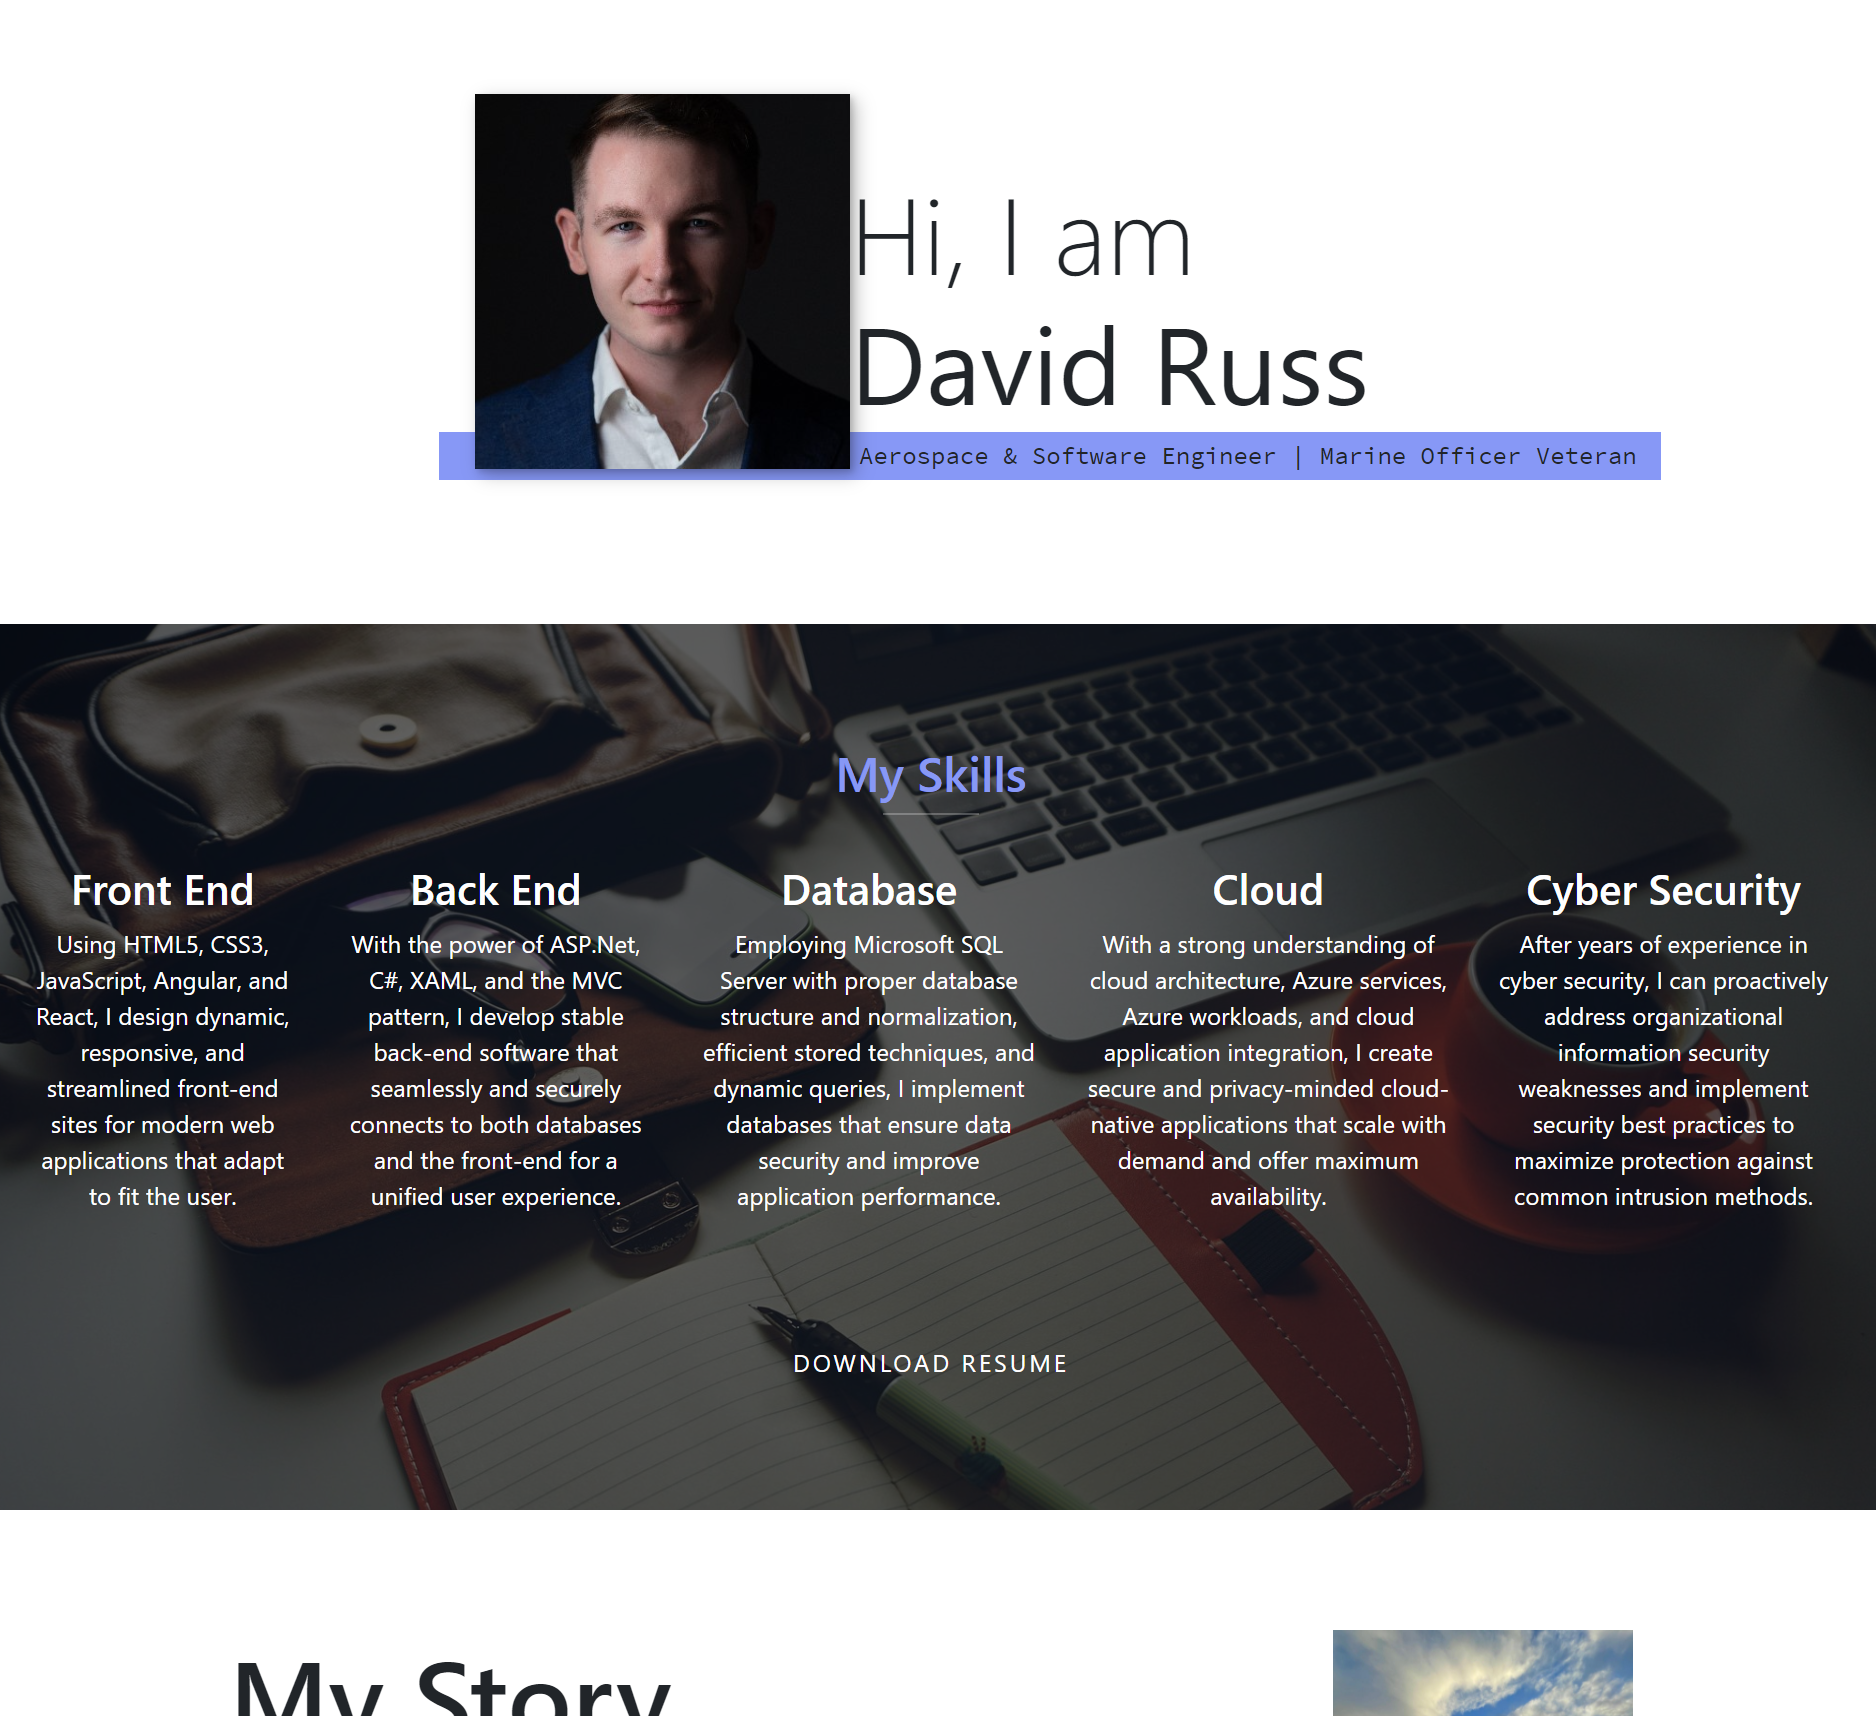 Hi, I am
David Russ
Aerospace & Software Engineer | Marine Officer Veteran
My Skills
Front End
Using HTML5, CSS3,
JavaScript, Angular, and
React, I design dynamic,
responsive, and
streamlined front-end
sites for modern web
applications that adapt
to fit the user.
Back End
With the power of ASP.Net,
C#, XAML, and the MVC
pattern, I develop stable
back-end software that
seamlessly and securely
connects to both databases
and the front-end for a
unified user experience.
Database
Employing Microsoft SQL
Server with proper database
structure and normalization,
efficient stored techniques, and
dynamic queries, I implement
databases that ensure data
security and improve
application performance.
Cloud
With a strong understanding of
cloud architecture, Azure services,
Azure workloads, and cloud
application integration, I create
secure and privacy-minded cloud-
native applications that scale with
demand and offer maximum
availability.
Cyber Security
After years of experience in
cyber security, I can proactively
address organizational
information security
weaknesses and implement
security best practices to
maximize protection against
common intrusion methods.
DOWNLOAD RESUME
My Story